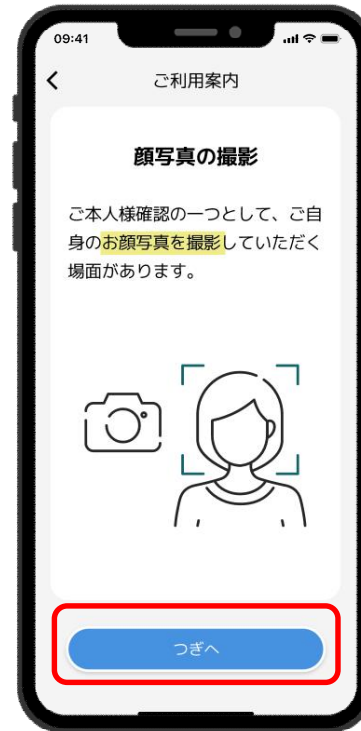 09:41
ご利用案内
顔写真の撮影
ご本人様確認の一つとして、ご自
身のお顔写真を撮影していただく
場面があります。
つぎへ